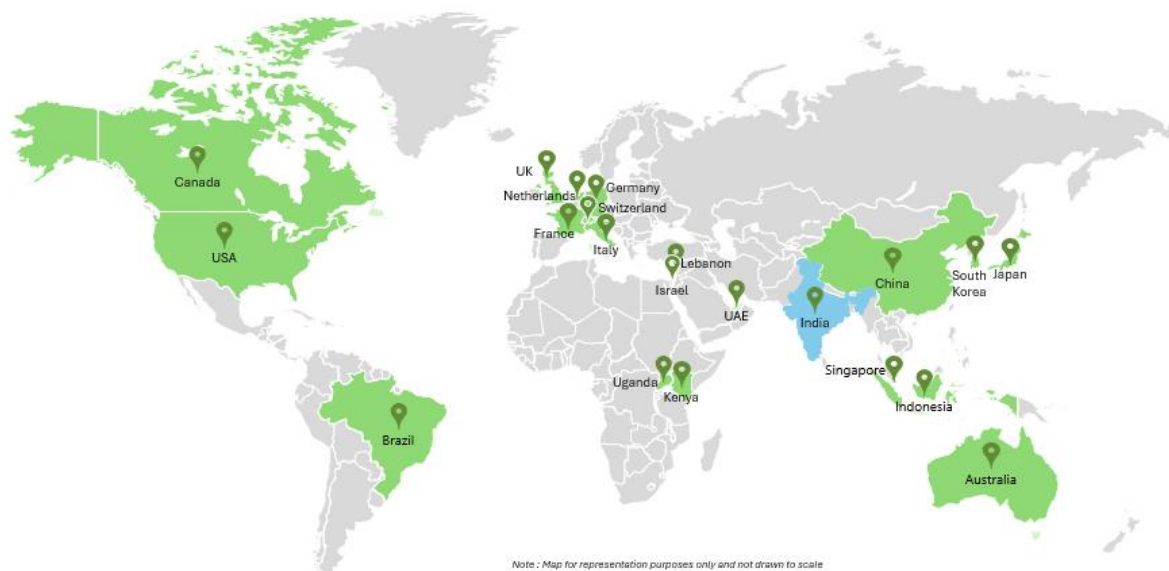 Canada
USA
Brazil
UK
Netherlands
Germany
Switzerland
France
Italy
Lebanon
Israel
UAE
Uganda
Kenya
India
China
South
Korea
Japan
Singapore
Indonesia
Australia
Note : Map for representation purposes only and not drawn to scale